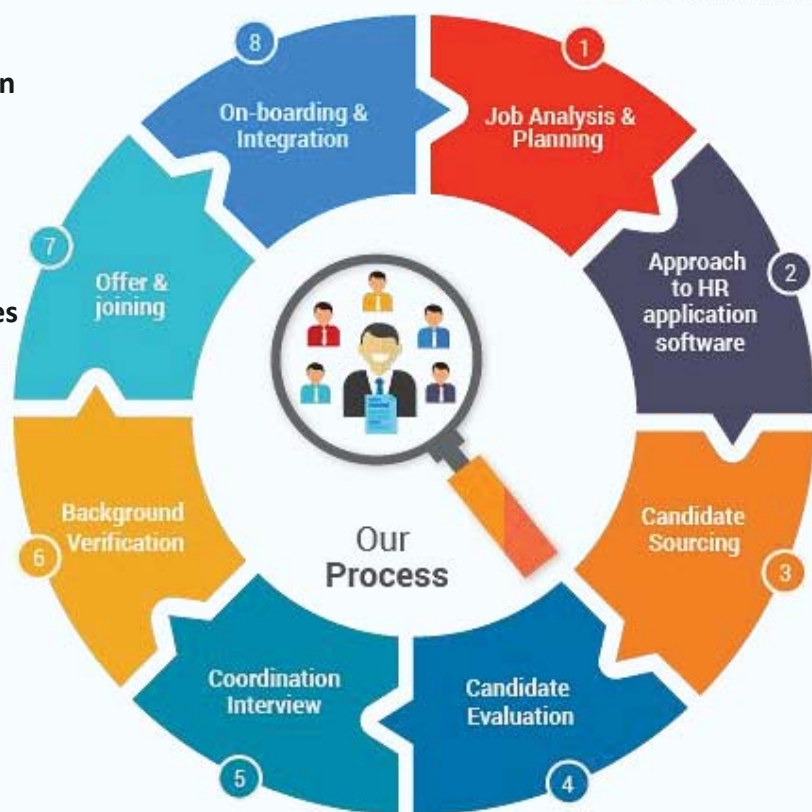 1
Job Analysis &
Planning
2
Approach
to HR
application
software
3
Candidate
Sourcing
4
Candidate
Evaluation
5
Coordination
Interview
6
Background
Verification
7
Offer &
joining
8
On-boarding &
Integration
Our
Process